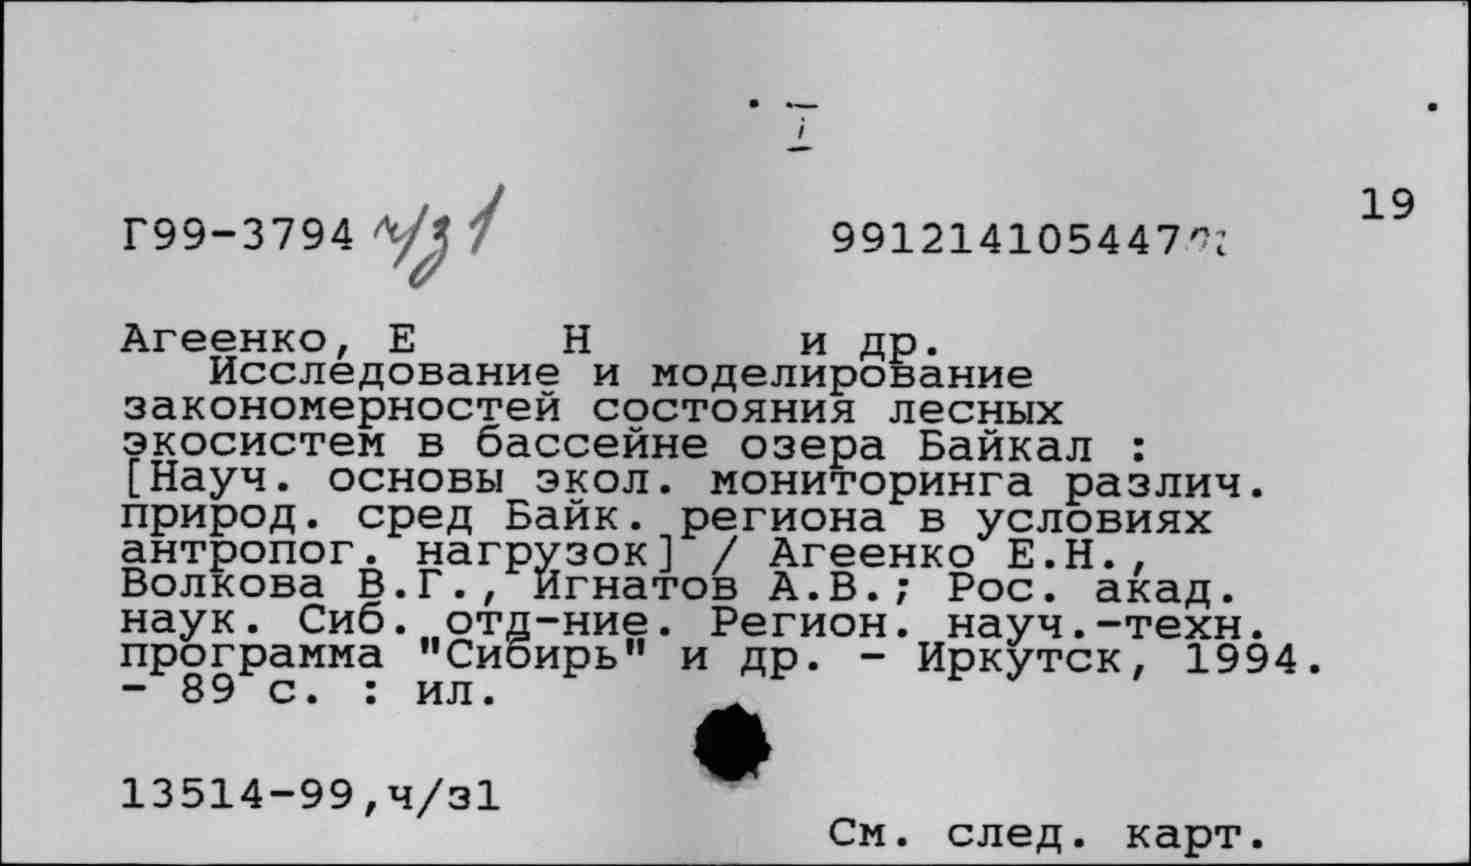 19
Г99-3794 ч/з1 991214105447
Агеенко, Е Н и др.
Исследование и моделирование
закономерностей состояния лесных
экосистем в бассейне озера Байкал :
[Науч. основы экол. мониторинга различ.
природ. сред Байк. региона в условиях
антропог. нагрузок] / Агеенко Е.Н.,
Волкова В.Г., Игнатов А.В.; Рос. акад.
наук. Сиб. отд-ние. Регион. науч.-техн.
программа "Сибирь" и др. - Иркутск, 1994.
- 89 с. : ил.
13514-99,ч/з1
См. след. карт.